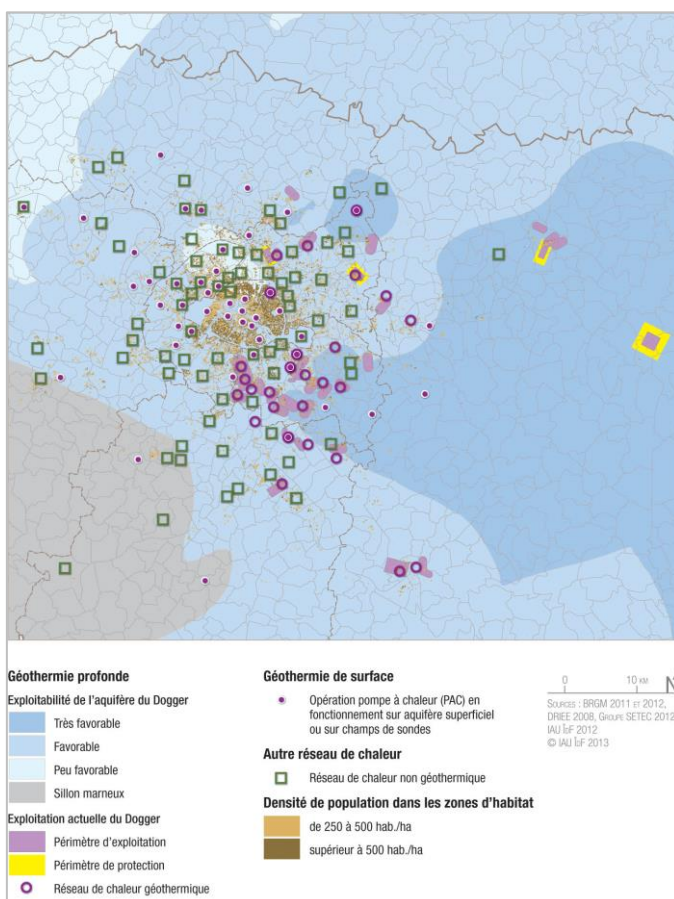 Géothermie profonde
Exploitabilité de l'aquifère du Dogger
Très favorable
Favorable
Peu favorable
Sillon marneux
Exploitation actuelle du Dogger
Périmètre d'exploitation
Périmètre de protection
Réseau de chaleur géothermique
Géothermie de surface
Opération pompe à chaleur (PAC) en
fonctionnement sur aquifère superficiel
ou sur champs de sondes
Autre réseau de chaleur
Réseau de chaleur non géothermique
Densité de population dans les zones d'habitat
de 250 à 500 hab./ha
supérieur à 500 hab./ha
0 10 KM N
SOURCES : BRGM 2011 ET 2012,
DRIEE 2008, GROUPE SETEC 2012
IAU ÎDF 2012
© IAU ÎDF 2013